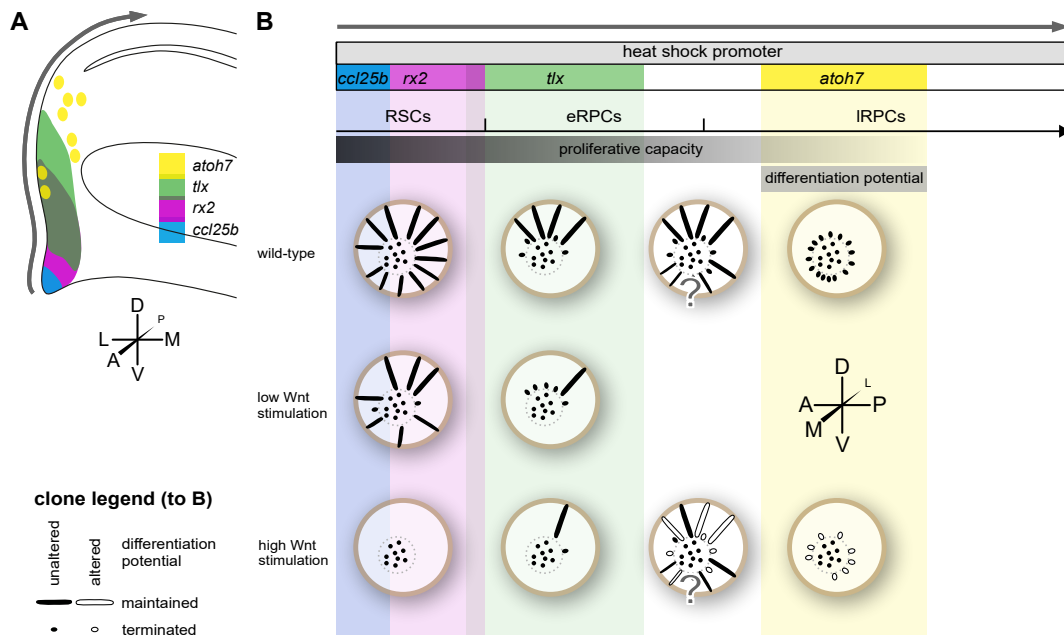 A
atoh7
tlx
rx2
ccl25b
D
P
L
M
A
V
clone legend (to B)
unaltered
altered
differentiation
potential
maintained
terminated
B
heat shock promoter
ccl25b rx2 tlx atoh7
RSCs eRPCs lRPCs
proliferative capacity
differentiation potential
wild-type
?
low Wnt
stimulation
D
L
A
P
M
V
high Wnt
stimulation
?